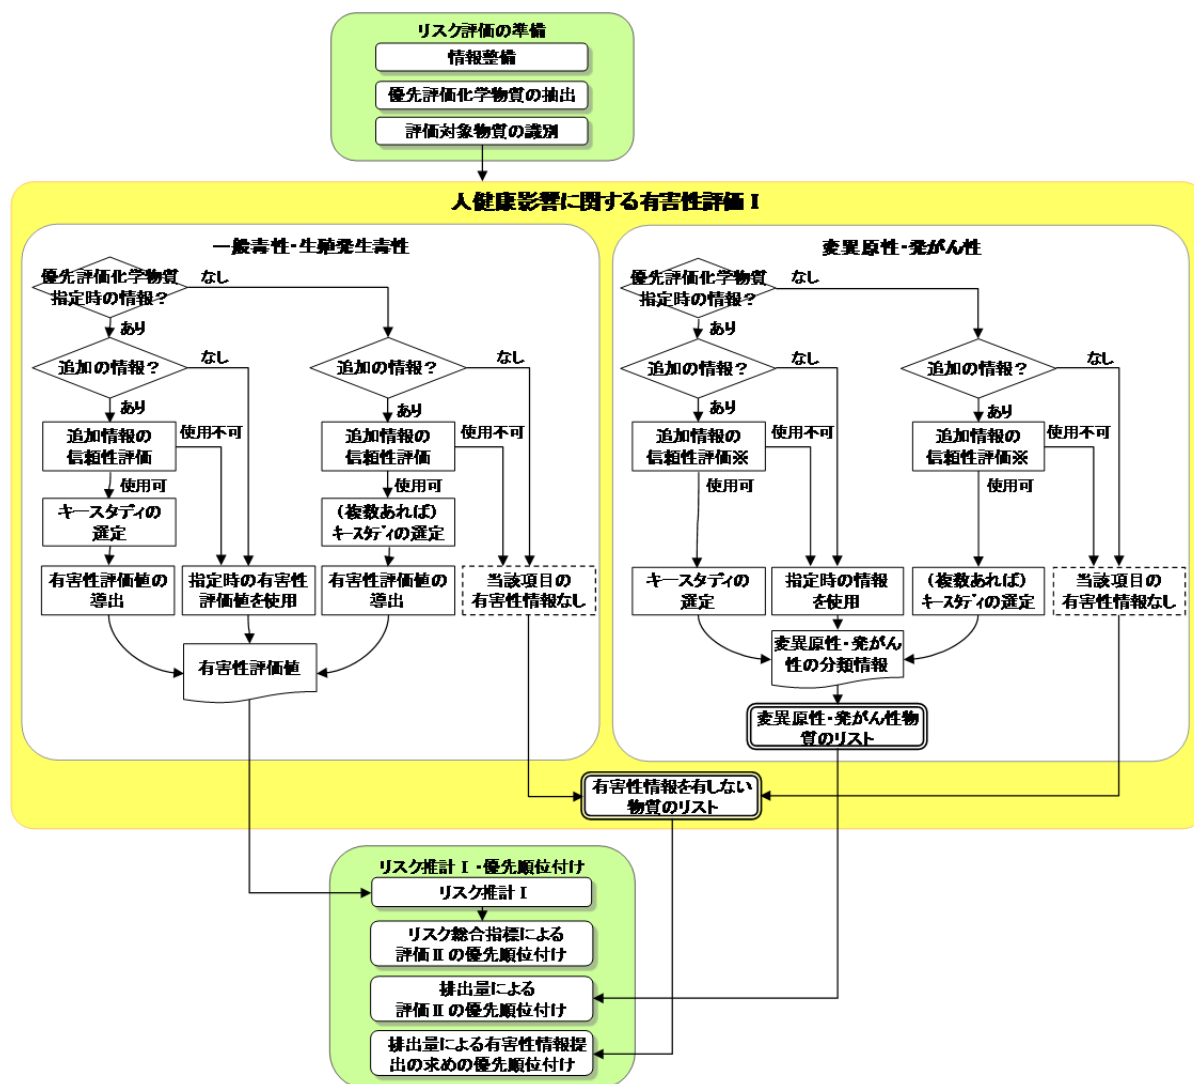 リスク評価の準備
情報整備
優先評価化学物質の抽出
評価対象物質の識別
人健康影響に関する有害性評価Ⅰ
一般毒性・生殖発生毒性
優先評価化学物質
指定時の情報？
なし
あり
追加の情報？
なし
あり
追加情報の
信頼性評価
使用不可
使用可
キースタディの
選定
有害性評価値の
導出
指定時の有害性
評価値を使用
追加の情報？
なし
あり
追加情報の
信頼性評価
使用不可
使用可
(複数あれば)
キースタディの選定
有害性評価値の
導出
当該項目の
有害性情報なし
有害性評価値
変異原性・発がん性
優先評価化学物質
指定時の情報？
なし
あり
追加の情報？
なし
あり
追加情報の
信頼性評価※
使用不可
使用可
キースタディの
選定
指定時の情報
を使用
追加の情報？
なし
あり
追加情報の
信頼性評価※
使用不可
使用可
(複数あれば)
キースタディの選定
当該項目の
有害性情報なし
変異原性・発がん
性の分類情報
変異原性・発がん性物
質のリスト
有害性情報を有しない
物質のリスト
リスク推計Ⅰ・優先順位付け
リスク推計Ⅰ
リスク総合指標による
評価Ⅱの優先順位付け
排出量による
評価Ⅱの優先順位付け
排出量による有害性情報提
出の求めの優先順位付け